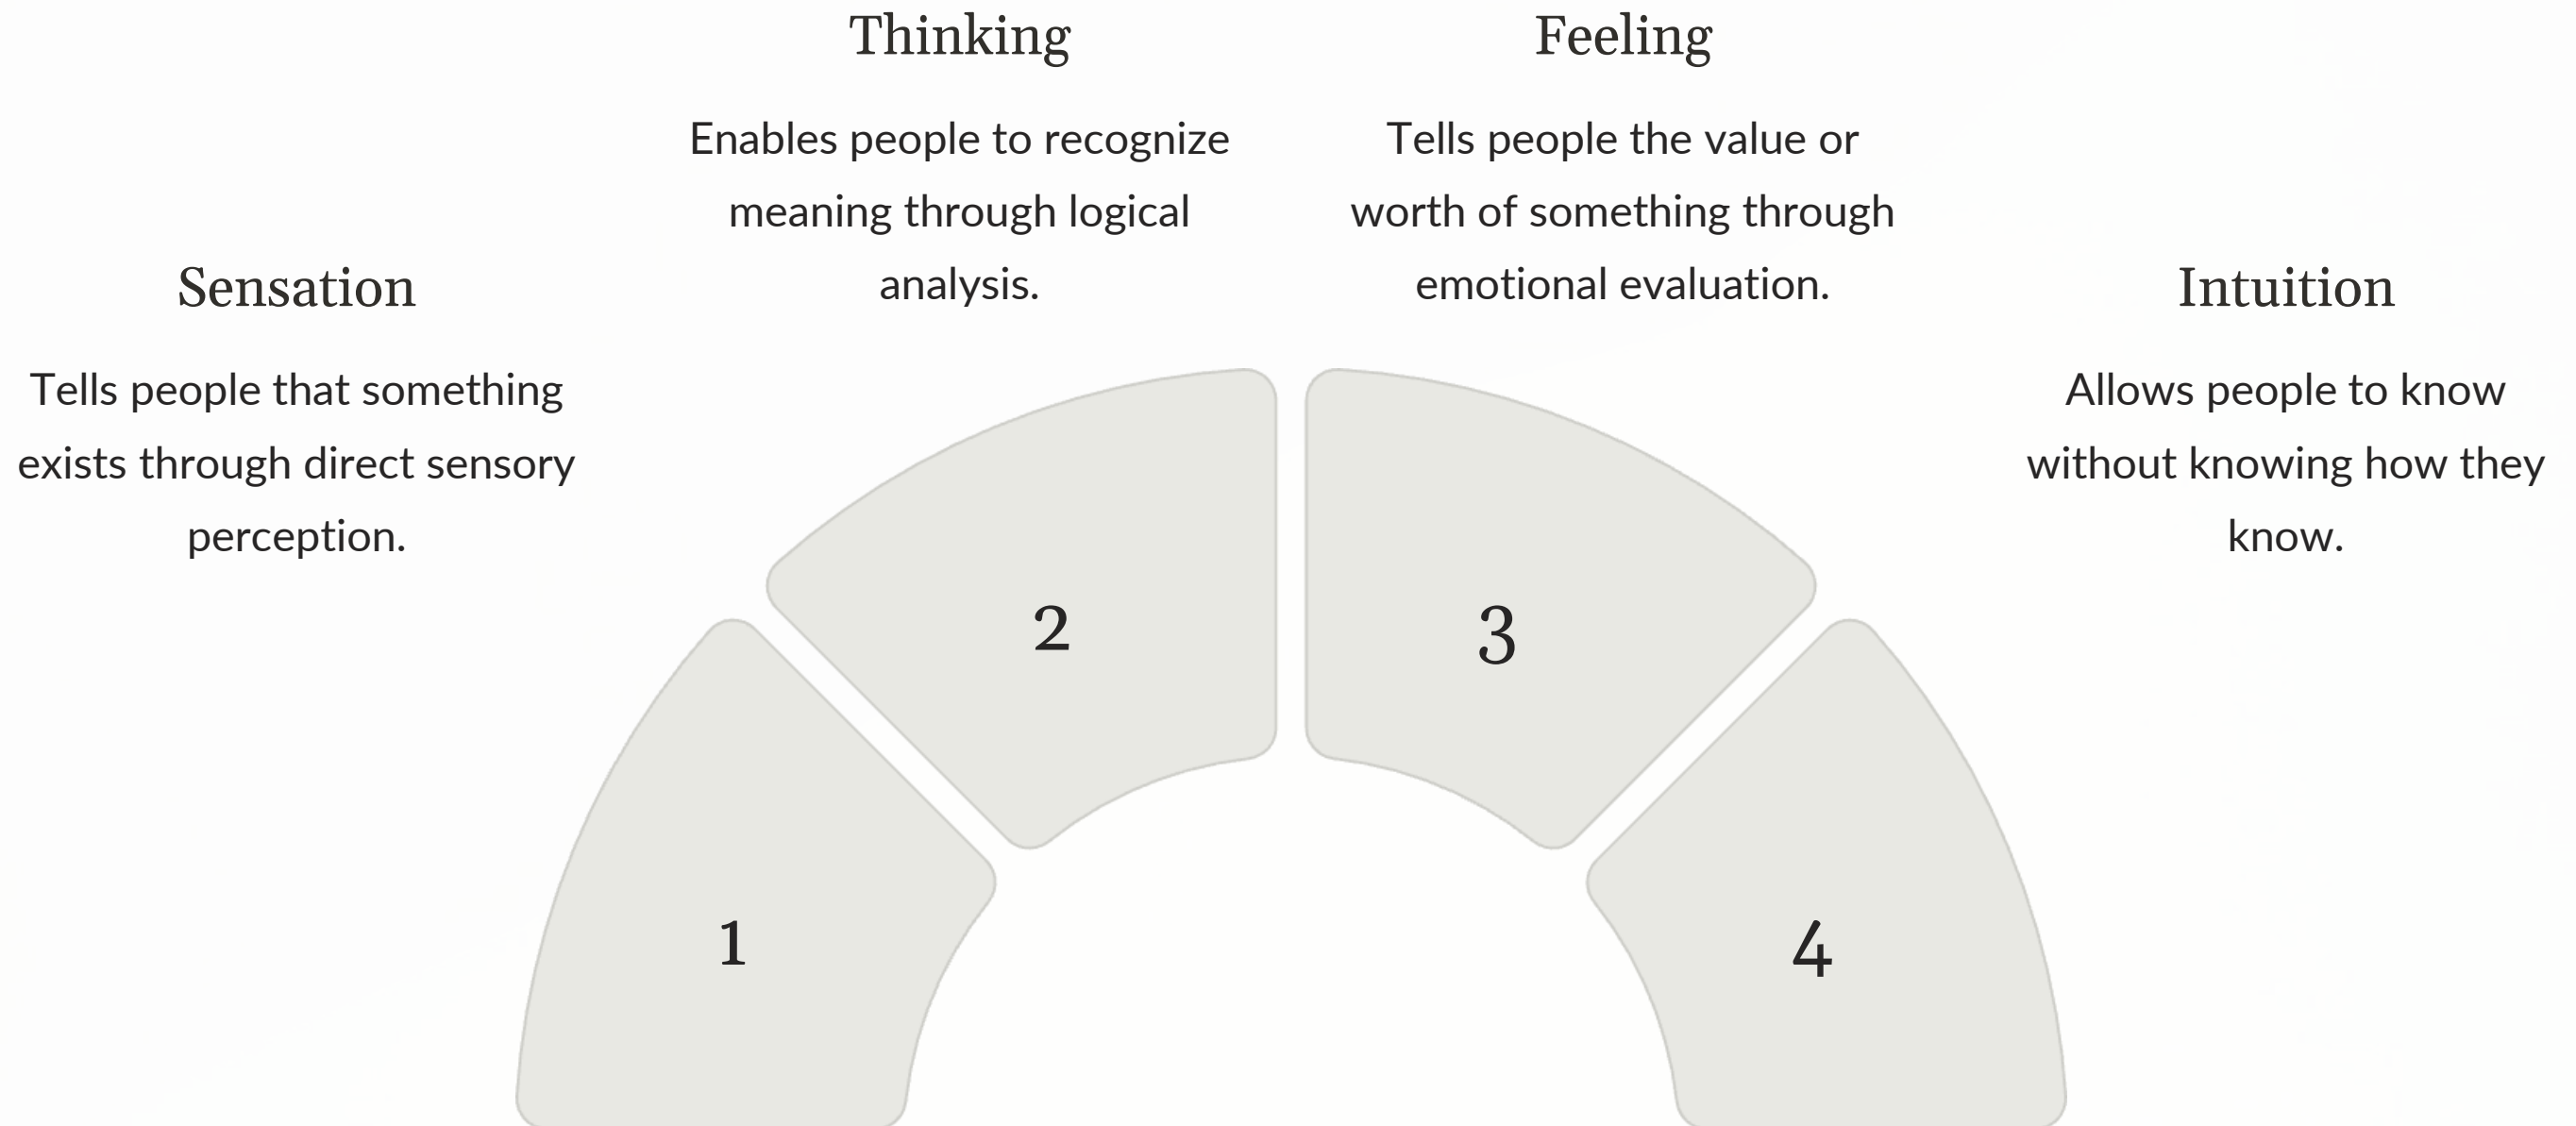 Thinking
Enables people to recognize
meaning through logical
analysis.
Feeling
Tells people the value or
worth of something through
emotional evaluation.
Sensation
Tells people that something
exists through direct sensory
perception.
Intuition
Allows people to know
without knowing how they
know.
2
3
1
4